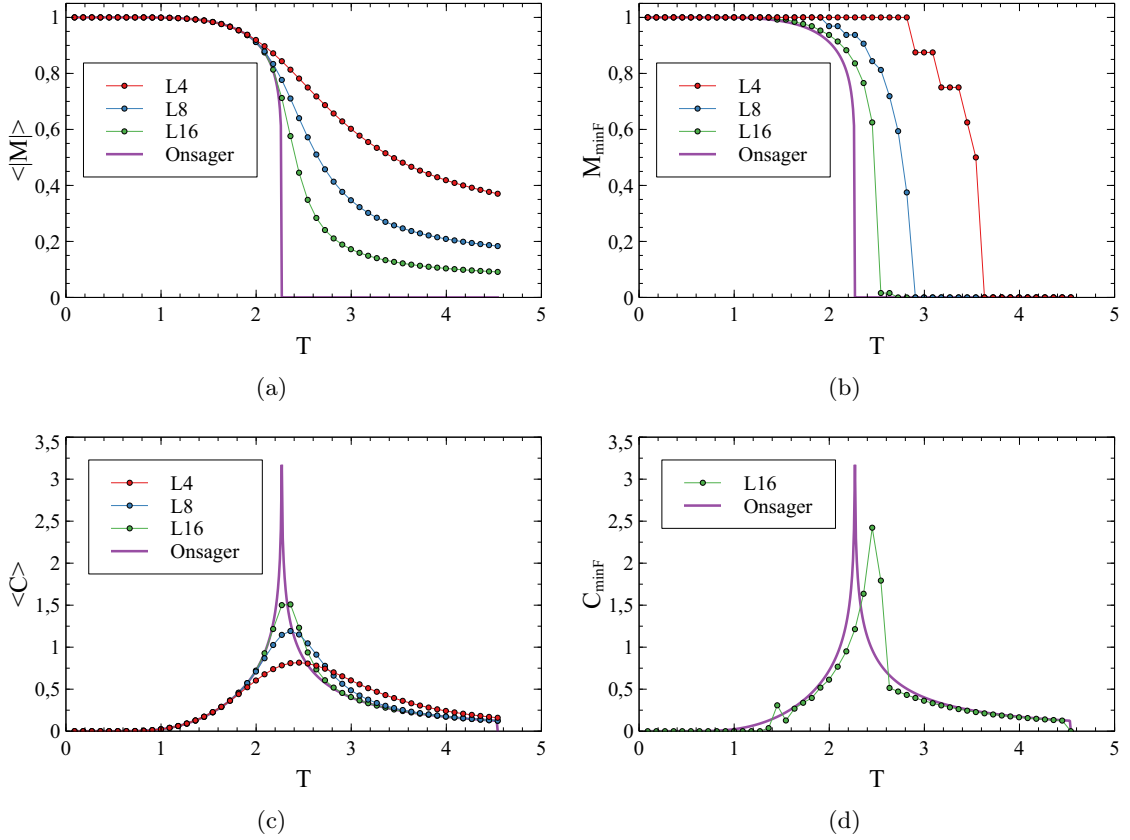 1
0,8
0,6
0,4
0,2
0
<|M|>
L4
L8
L16
Onsager
0 1 2 3 4 5
T
(a)
1
0,8
0,6
0,4
0,2
0
MminF
L4
L8
L16
Onsager
0 1 2 3 4 5
T
(b)
3,5
3
2,5
2
1,5
1
0,5
0
<C>
L4
L8
L16
Onsager
0 1 2 3 4 5
T
(c)
3,5
3
2,5
2
1,5
1
0,5
0
CminF
L16
Onsager
0 1 2 3 4 5
T
(d)